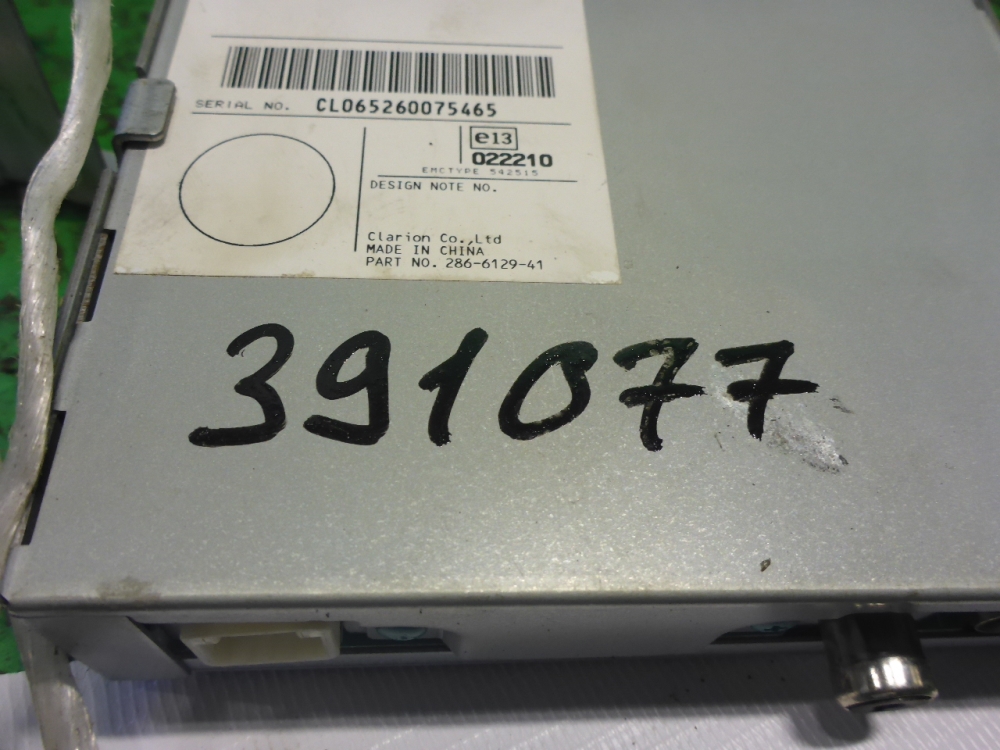 SERIAL NO. CL065260075465
e13
022210
EMCTYPE 542515
DESIGN NOTE NO.
Clarion Co.,Ltd
MADE IN CHINA
PART NO. 286-6129-41
391077